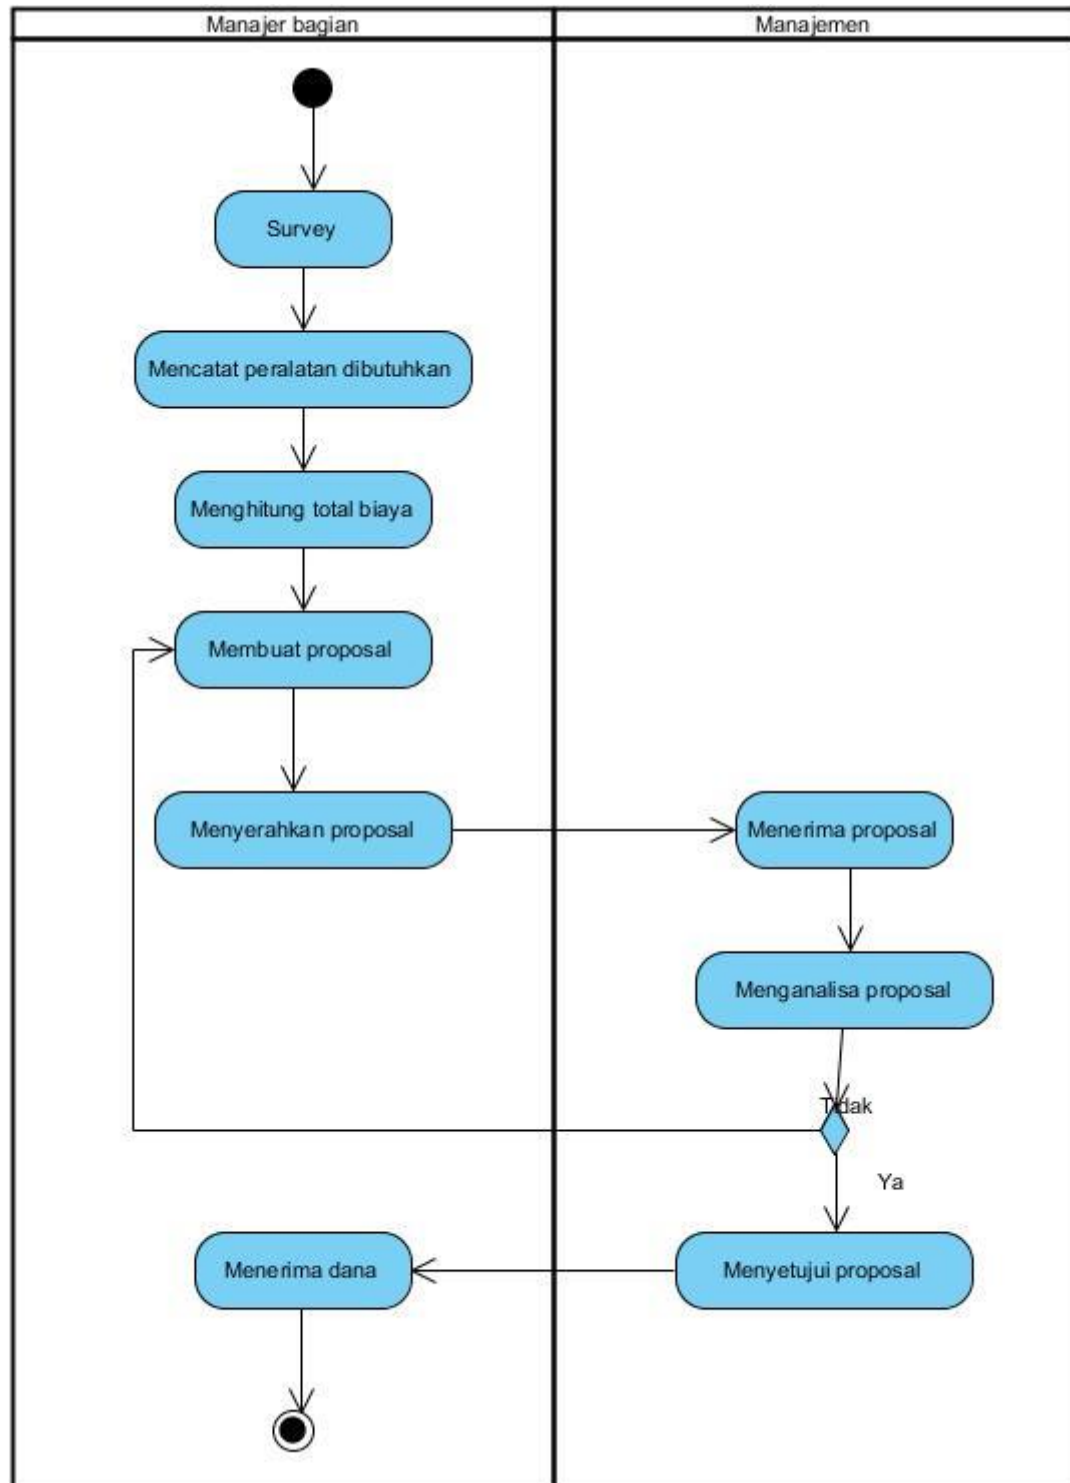 Manajer bagian
Manajemen
Survey
Mencatat peralatan dibutuhkan
Menghitung total biaya
Membuat proposal
Menyerahkan proposal
Menerima proposal
Menganalisa proposal
Tidak
Ya
Menerima dana
Menyetujui proposal